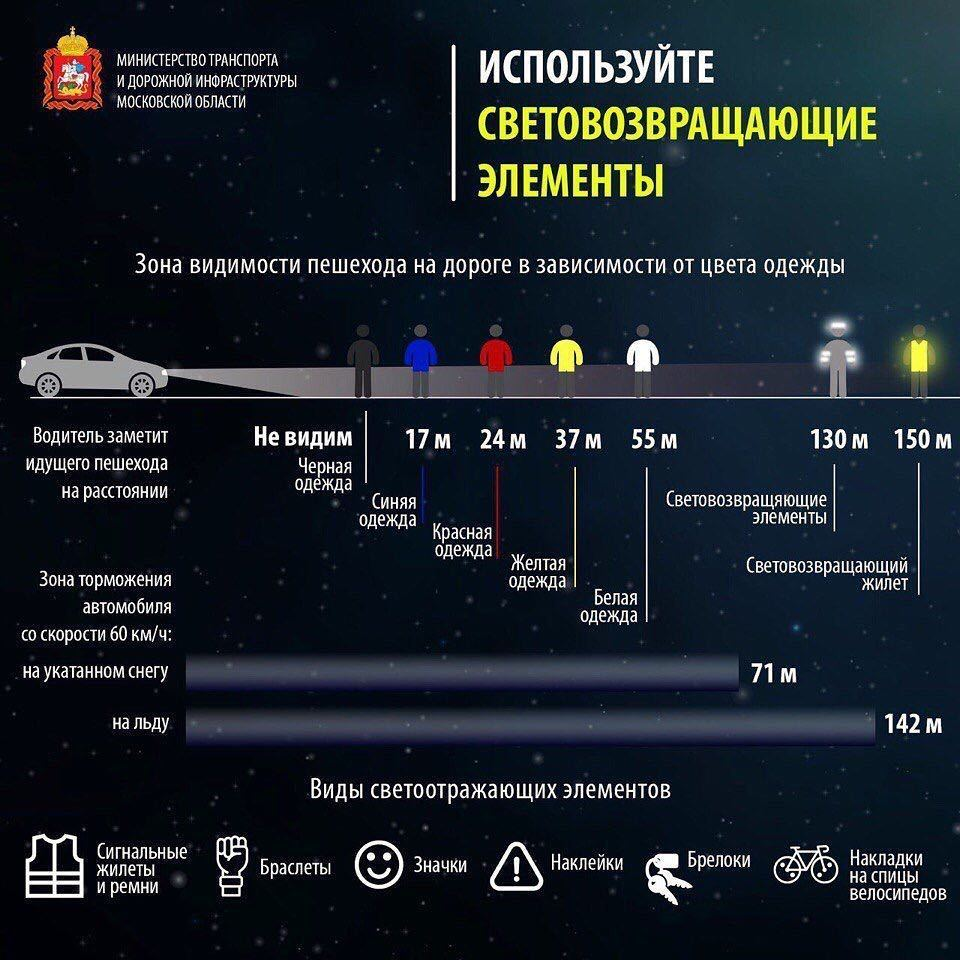 МИНИСТЕРСТВО ТРАНСПОРТА
И ДОРОЖНОЙ ИНФРАСТРУКТУРЫ
МОСКОВСКОЙ ОБЛАСТИ
ИСПОЛЬЗУЙТЕ
СВЕТОВОЗВРАЩАЮЩИЕ
ЭЛЕМЕНТЫ
Зона видимости пешехода на дороге в зависимости от цвета одежды
Водитель заметит
идущего пешехода
на расстоянии
Не видим
Черная
одежда
17 м
Синяя
одежда
24 м
Красная
одежда
37 м
Желтая
одежда
55 м
Белая
одежда
130 м
Световозвращяющие
элементы
150 м
Световозвращающий
жилет
Зона торможения
автомобиля
со скорости 60 км/ч:
на укатанном снегу
71 м
на льду
142 м
Виды светоотражающих элементов
Сигнальные
жилеты
и ремни
Браслеты
Значки
Наклейки
Брелоки
Накладки
на спицы
велосипедов